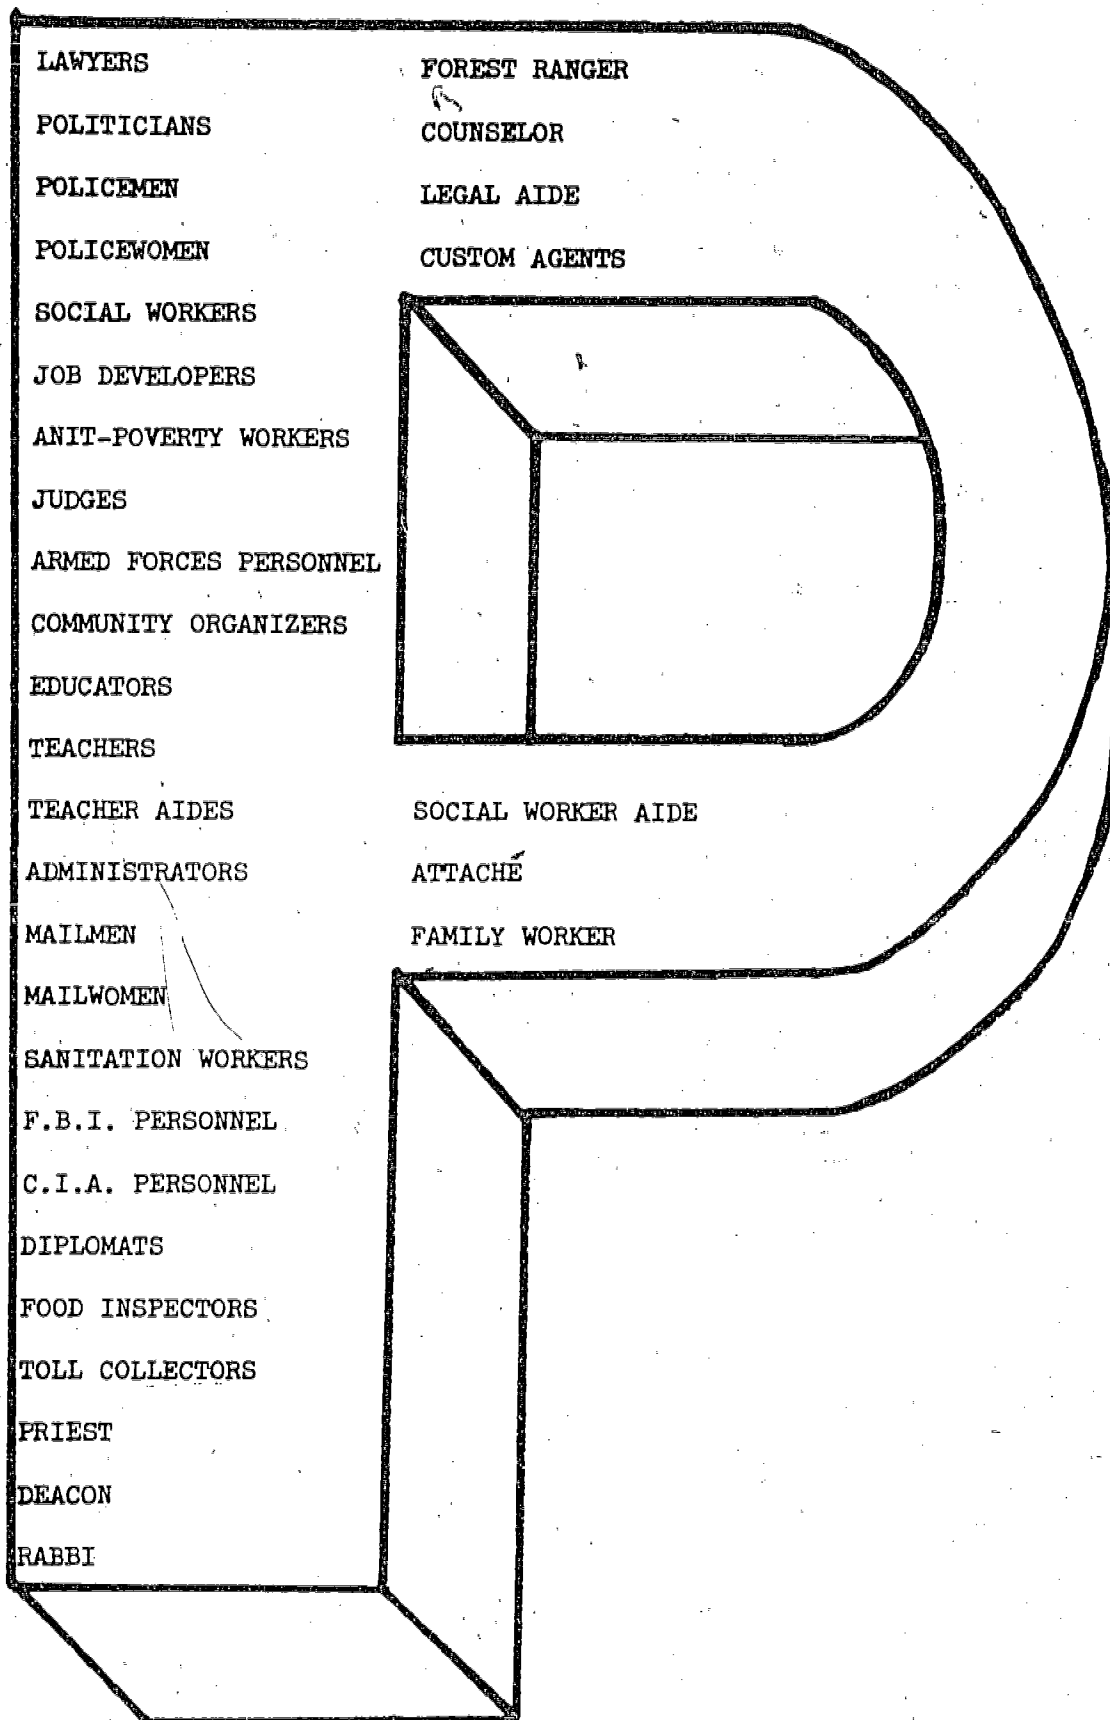 LAWYERS
POLITICIANS
POLICEMEN
POLICEWOMEN
SOCIAL WORKERS
JOB DEVELOPERS
ANIT-POVERTY WORKERS
JUDGES
ARMED FORCES PERSONNEL
COMMUNITY ORGANIZERS
EDUCATORS
TEACHERS
TEACHER AIDES
ADMINISTRATORS
MAILMEN
MAILWOMEN
SANITATION WORKERS
F.B.I. PERSONNEL
C.I.A. PERSONNEL
DIPLOMATS
FOOD INSPECTORS
TOLL COLLECTORS
PRIEST
DEACON
RABBI
FOREST RANGER
COUNSELOR
LEGAL AIDE
CUSTOM AGENTS
SOCIAL WORKER AIDE
ATTACHÉ
FAMILY WORKER